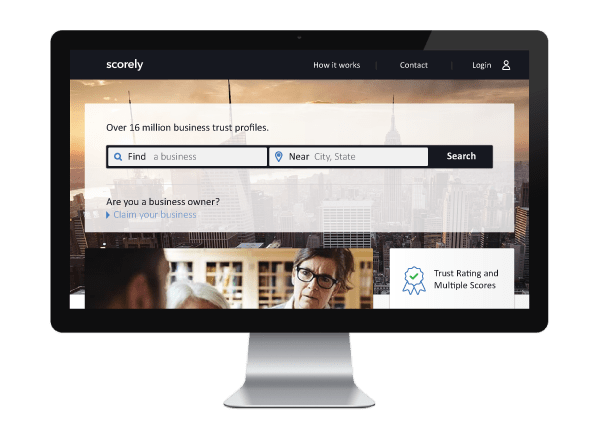 scorely
How it works | Contact | Login
Over 16 million business trust profiles.
Find a business
Near City, State
Search
Are you a business owner?
Claim your business
Trust Rating and
Multiple Scores